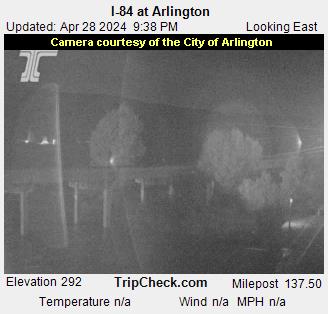 I-84 at Arlington
Updated: Apr 28 2024 9:38 PM Looking East
Camera courtesy of the City of Arlington
Elevation 292 TripCheck.com Milepost 137.50
Temperature n/a Wind n/a MPH n/a